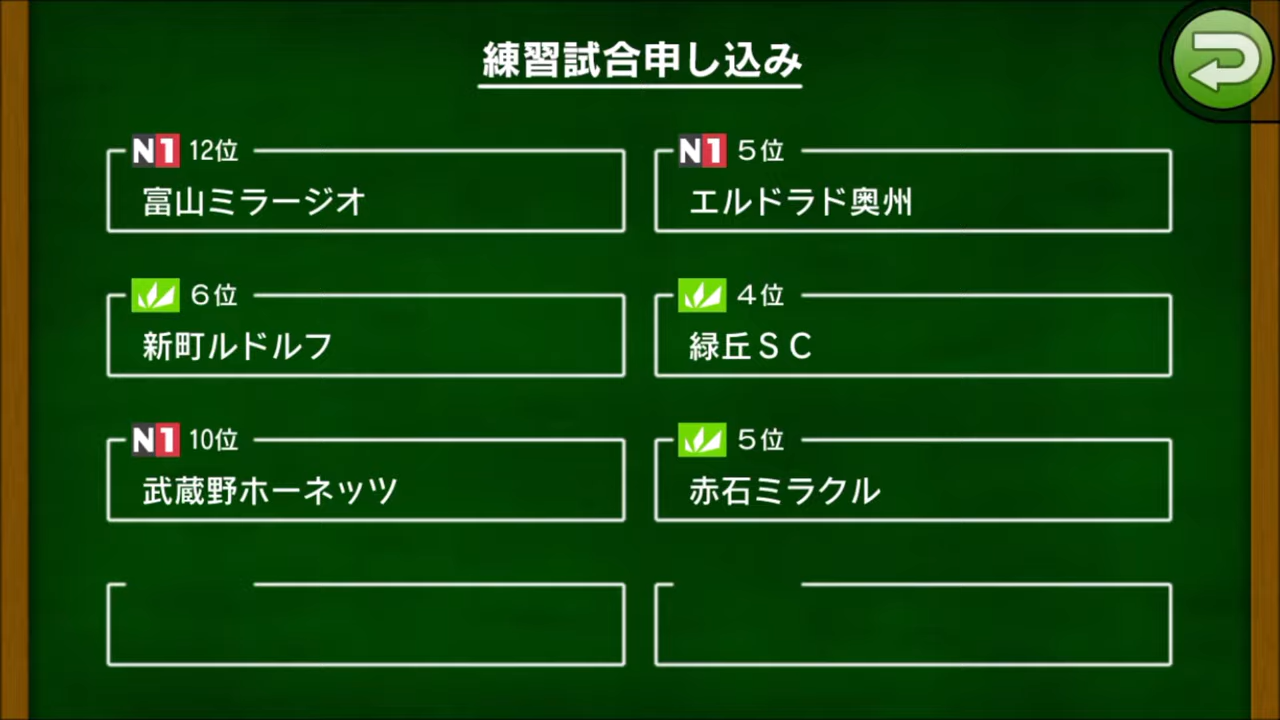 練習試合申し込み
N1 12位
富山ミラージオ
N1 5位
エルドラド奥州
6位
新町ルドルフ
4位
緑丘SC
N1 10位
武蔵野ホーネッツ
5位
赤石ミラクル